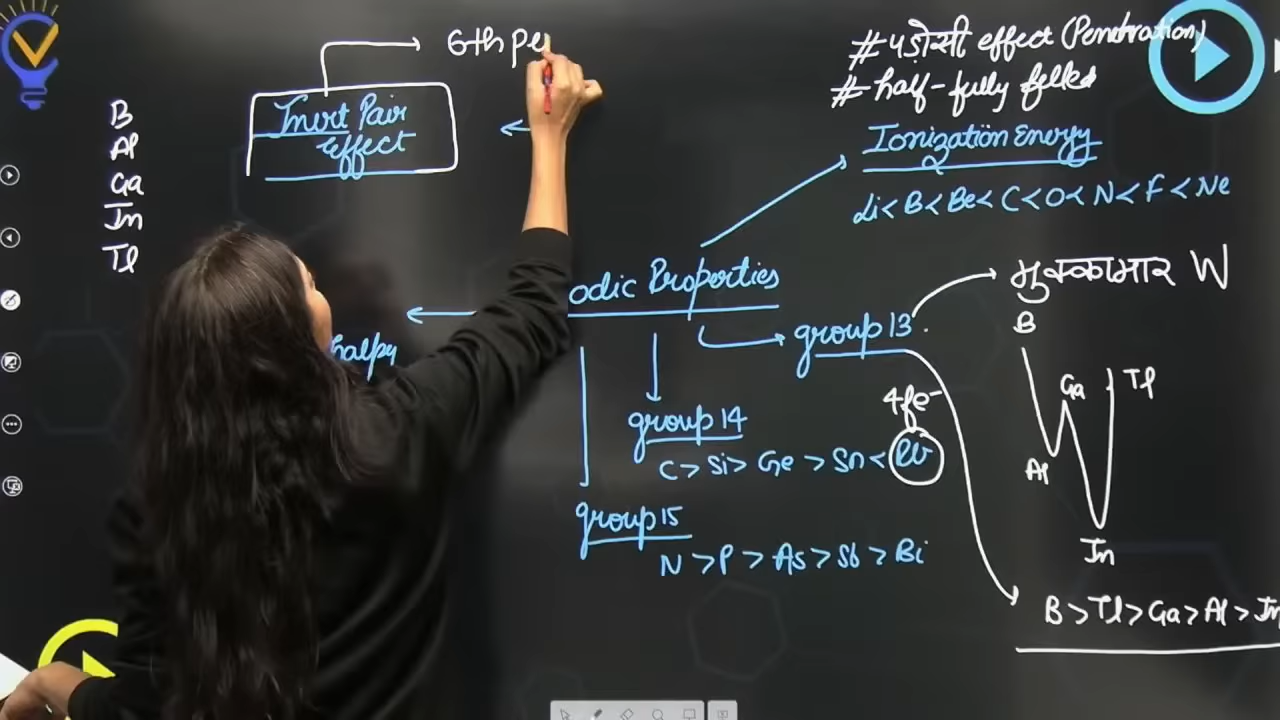 6th Pe
# पड़ोसी effect (Penetration)
# half-fully filled
Inert Pair
effect
B
Al
Ga
In
Tl
Ionization Energy
Li < B < Be < C < O < N < F < Ne
odic Properties
group 13
मुक्कामार W
B
Ga
Tl
Al
In
halpy
4fe⁻
group 14
C > Si > Ge > Sn < Pb
group 15
N > P > As > Sb > Bi
B > Tl > Ga > Al > In